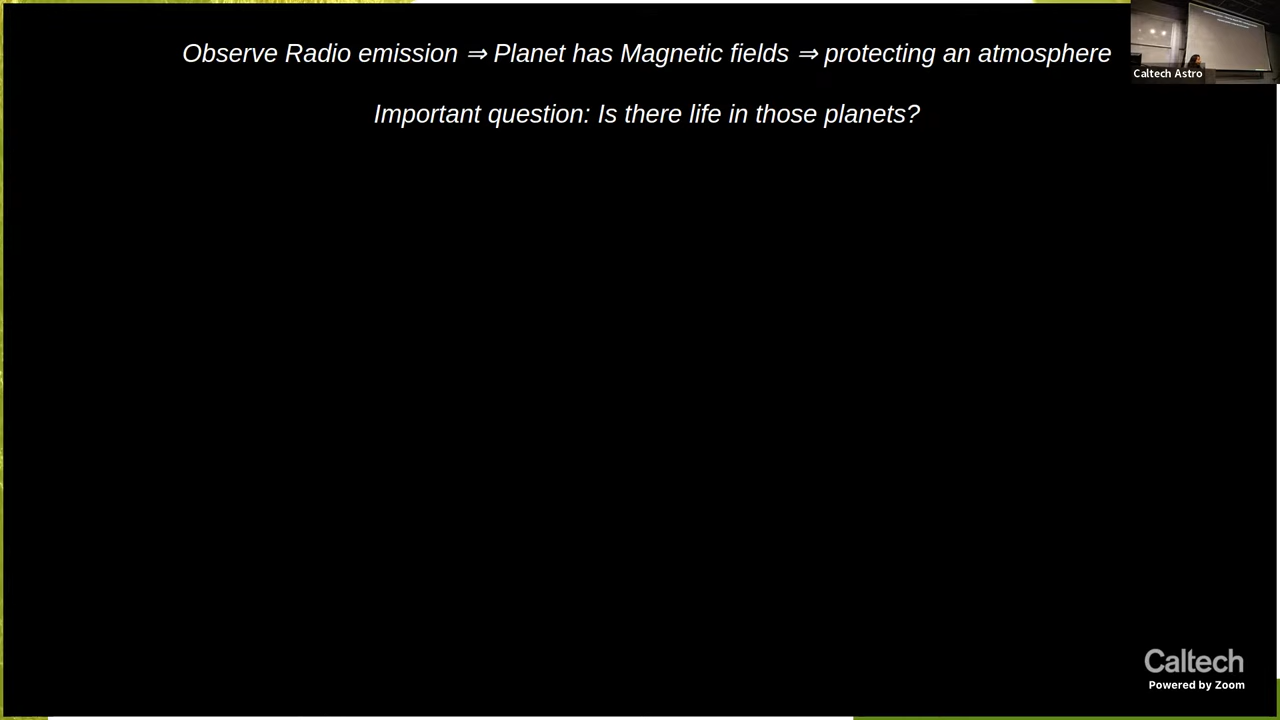 Observe Radio emission ⇒ Planet has Magnetic fields ⇒ protecting an atmosphere
Important question: Is there life in those planets?
Caltech Astro
Caltech
Powered by Zoom